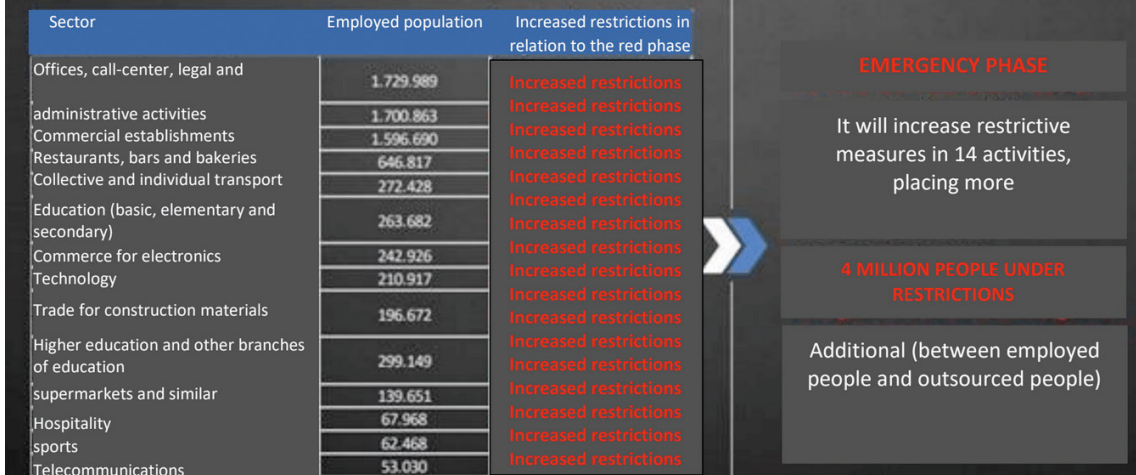 Sector Employed population Increased restrictions in
relation to the red phase
Offices, call-center, legal and 1.729.989 Increased restrictions
Increased restrictions
administrative activities 1.700.863 Increased restrictions
Commercial establishments 1.596.690 Increased restrictions
Restaurants, bars and bakeries 646.817 Increased restrictions
Collective and individual transport 272.428 Increased restrictions
Education (basic, elementary and
secondary) 263.682 Increased restrictions
Increased restrictions
Commerce for electronics 242.926 Increased restrictions
Technology 210.917 Increased restrictions
Increased restrictions
Trade for construction materials 196.672 Increased restrictions
Higher education and other branches Increased restrictions
of education 299.149 Increased restrictions
supermarkets and similar 139.651 Increased restrictions
Hospitality 67.968 Increased restrictions
sports 62.468 Increased restrictions
Telecommunications 53.030 Increased restrictions
EMERGENCY PHASE
It will increase restrictive
measures in 14 activities,
placing more
4 MILLION PEOPLE UNDER
RESTRICTIONS
Additional (between employed
people and outsourced people)